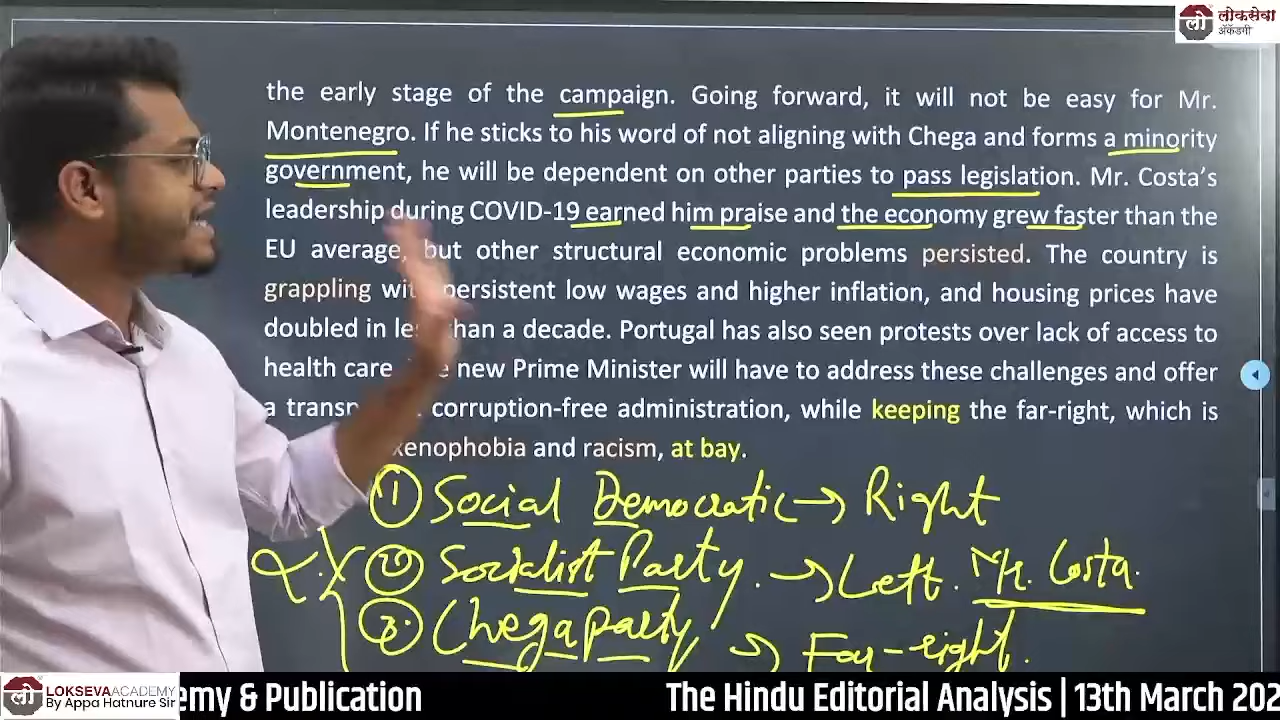 लोकसेवा
अ‍ॅकॅडमी
the early stage of the campaign. Going forward, it will not be easy for Mr.
Montenegro. If he sticks to his word of not aligning with Chega and forms a minority
government, he will be dependent on other parties to pass legislation. Mr. Costa's
leadership during COVID-19 earned him praise and the economy grew faster than the
EU average, but other structural economic problems persisted. The country is
grappling persistent low wages and higher inflation, and housing prices have
doubled in than a decade. Portugal has also seen protests over lack of access to
health care new Prime Minister will have to address these challenges and offer
a corruption-free administration, while keeping the far-right, which is
xenophobia and racism, at bay.
① Social Democratic → Right
② Socialist Party. → Left. Mr. Costa.
③ Chega Party → Far-right.
लो LOKSEVA ACADEMY
By Appa Hatnure Sir
emy & Publication The Hindu Editorial Analysis | 13th March 202